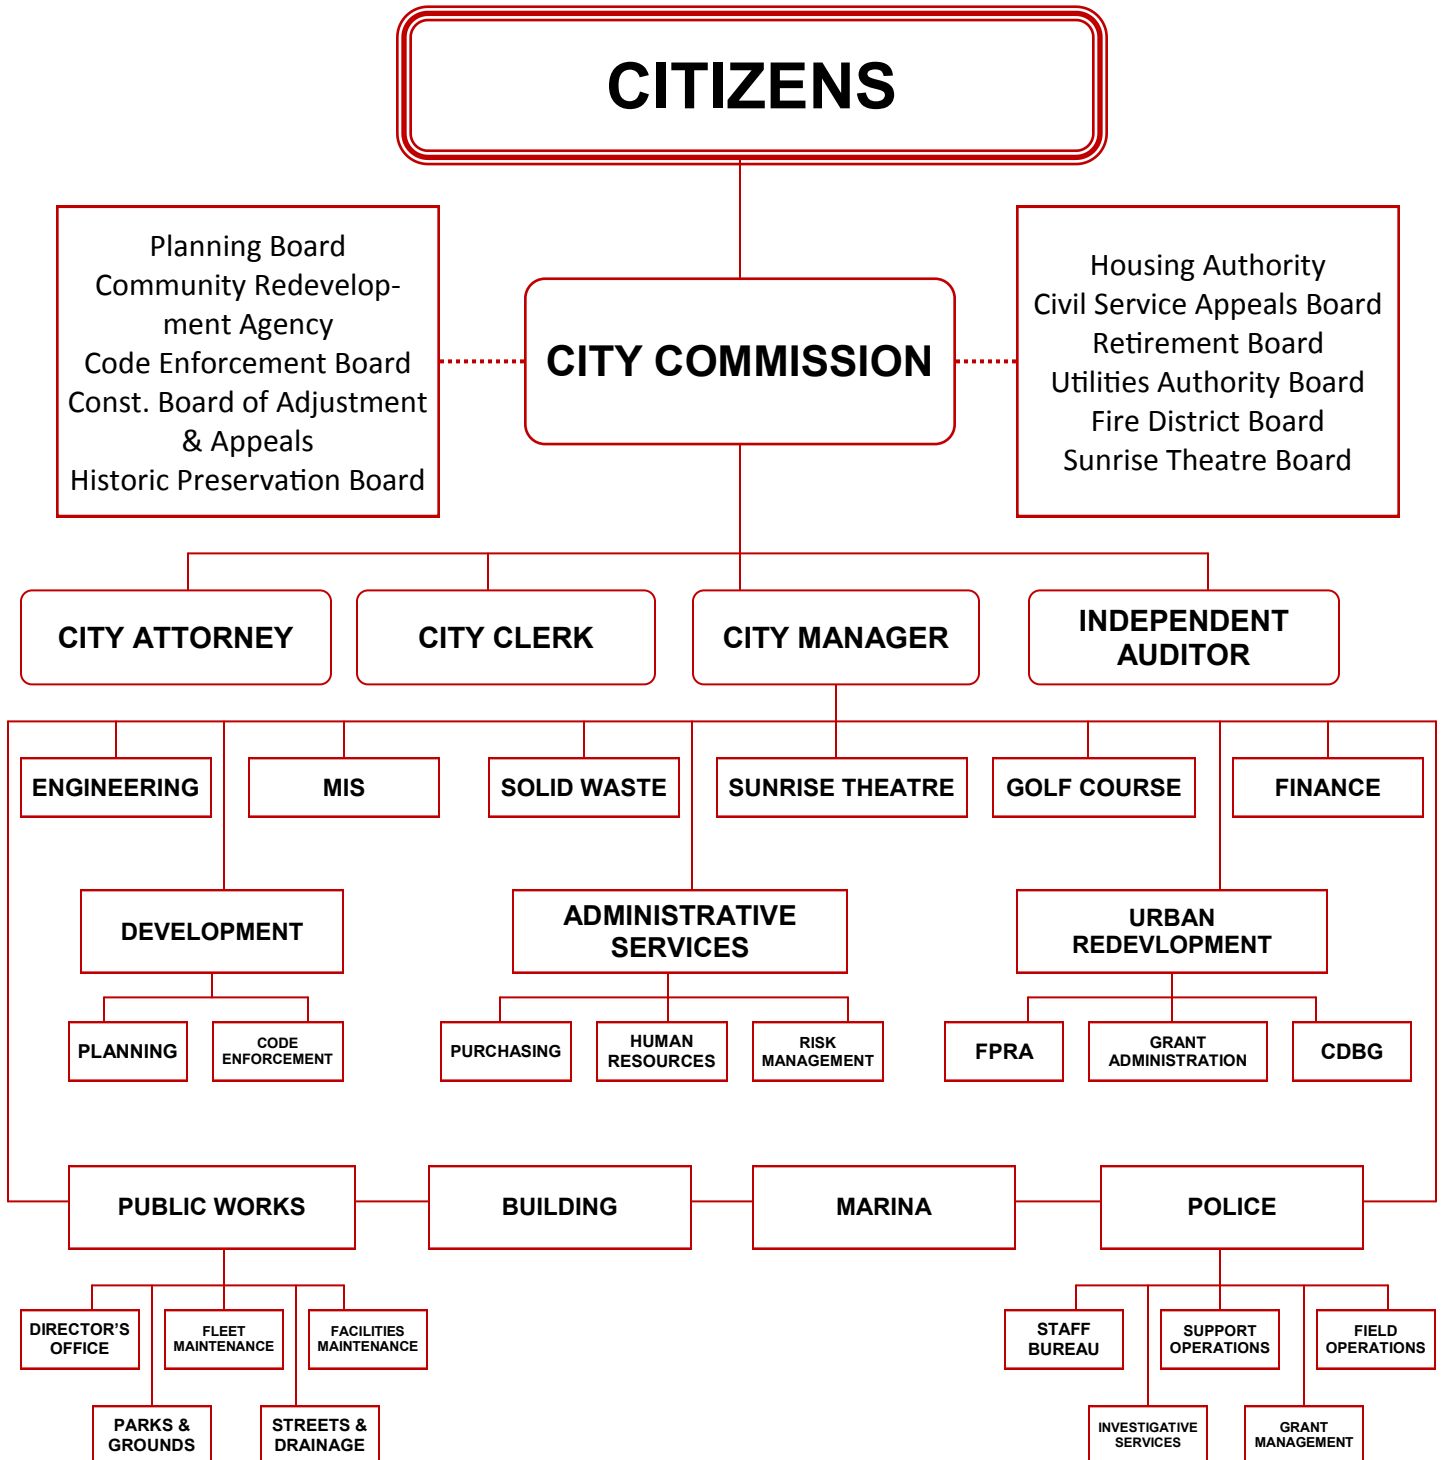 CITIZENS
Planning Board
Community Redevelop-
ment Agency
Code Enforcement Board
Const. Board of Adjustment
& Appeals
Historic Preservation Board
CITY COMMISSION
Housing Authority
Civil Service Appeals Board
Retirement Board
Utilities Authority Board
Fire District Board
Sunrise Theatre Board
CITY ATTORNEY
CITY CLERK
CITY MANAGER
INDEPENDENT
AUDITOR
ENGINEERING
MIS
SOLID WASTE
SUNRISE THEATRE
GOLF COURSE
FINANCE
DEVELOPMENT
ADMINISTRATIVE
SERVICES
URBAN
REDEVLOPMENT
PLANNING
CODE
ENFORCEMENT
PURCHASING
HUMAN
RESOURCES
RISK
MANAGEMENT
FPRA
GRANT
ADMINISTRATION
CDBG
PUBLIC WORKS
BUILDING
MARINA
POLICE
DIRECTOR'S
OFFICE
FLEET
MAINTENANCE
FACILITIES
MAINTENANCE
STAFF
BUREAU
SUPPORT
OPERATIONS
FIELD
OPERATIONS
PARKS &
GROUNDS
STREETS &
DRAINAGE
INVESTIGATIVE
SERVICES
GRANT
MANAGEMENT